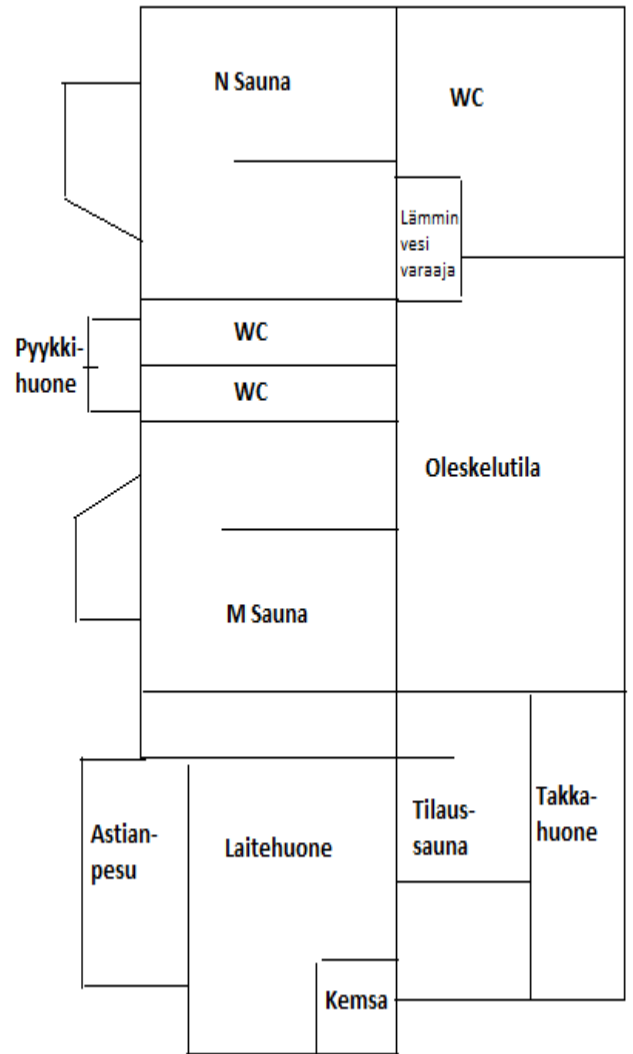 N Sauna
WC
Lämmin
vesi
varaaja
WC
Pyykki-
huone
WC
Oleskelutila
M Sauna
Astian-
pesu
Laitehuone
Tilaus-
sauna
Takka-
huone
Kemsa